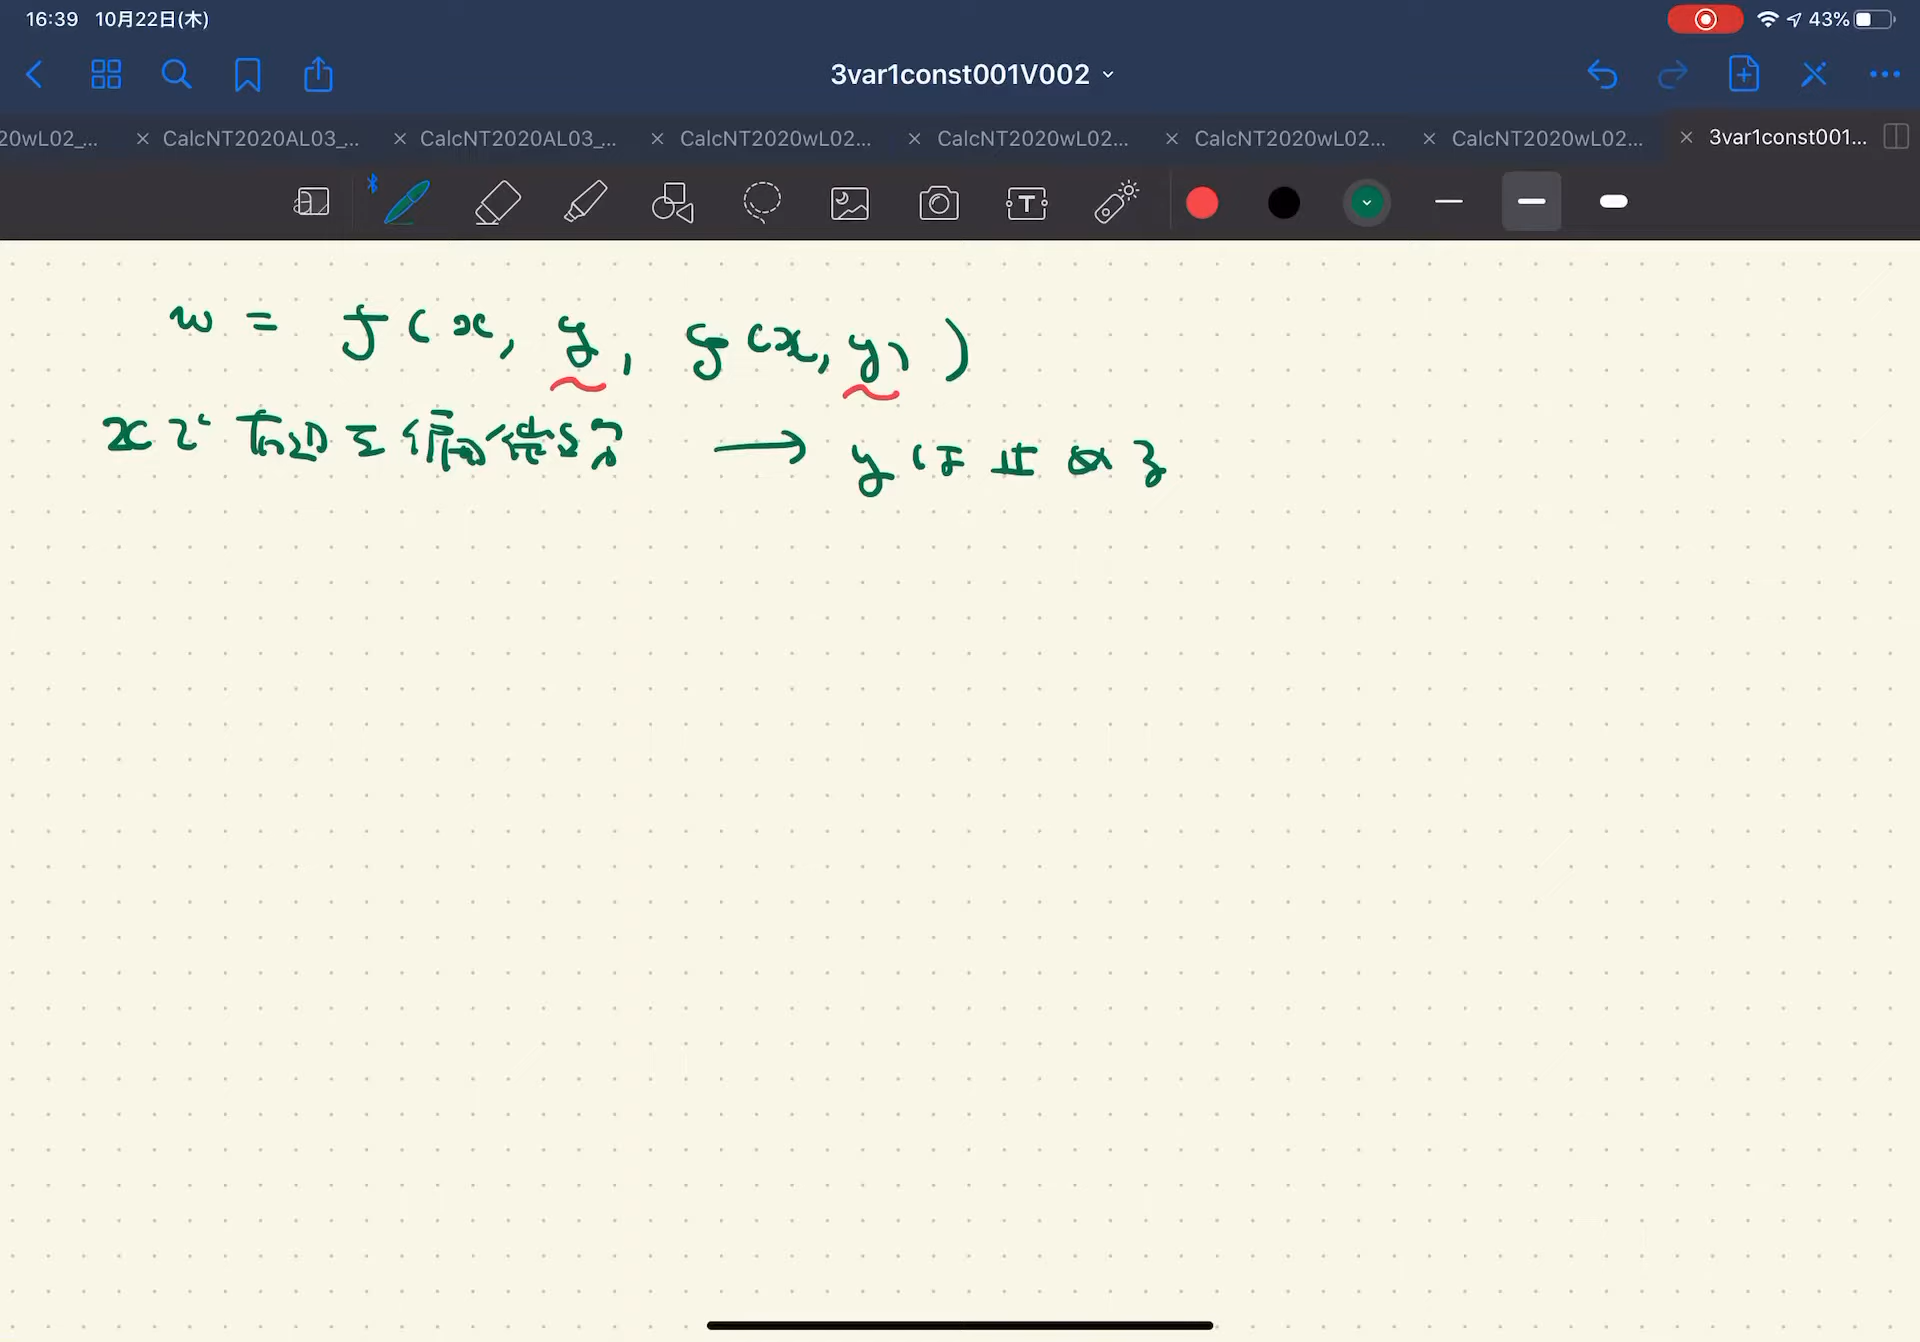 16:39 10月22日(木) 43%
3var1const001V002
20wL02_... CalcNT2020AL03_... CalcNT2020AL03_... CalcNT2020wL02... CalcNT2020wL02... CalcNT2020wL02... CalcNT2020wL02... 3var1const001...
T
w = f(x, y, g(x, y))
xで右辺を偏微分 → yは止める